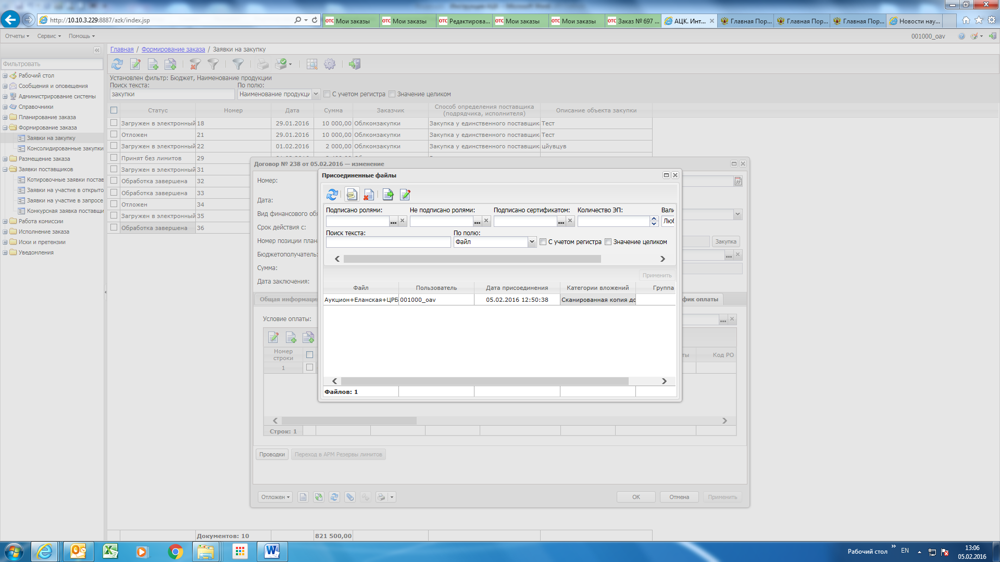 http://10.10.3.229:8887/azk/index.jsp
Мои заказы
Мои заказы
Редактирова...
Мои заказы
Мои заказы
Заказ № 697 ...
АЦК. Инт...
Главная Пор...
Главная Пор...
Главная Пор...
Новости нау...
Отчеты
Сервис
Помощь
001000_oav
Главная / Формирование заказа / Заявки на закупку
Фильтровать
Рабочий стол
Сообщения и оповещения
Администрирование системы
Справочники
Планирование заказа
Формирование заказа
Заявки на закупку
Консолидированные закупки
Размещение заказа
Заявки поставщиков
Котировочные заявки постав
Заявки на участие в открыто
Заявки на участие в запросе
Конкурсная заявка поставщи
Работа комиссии
Исполнение заказа
Иски и претензии
Уведомления
Установлен фильтр: Бюджет, Наименование продукции
Поиск текста: По полю:
закупки Наименование продукци С учетом регистра Значение целиком
Статус Номер Дата Сумма Заказчик Способ определения поставщика (подрядчика, исполнителя) Описание объекта закупки
Загружен в электронный 18 29.01.2016 10 000,00 Облкомзакупки Закупка у единственного поставщик Тест
Отложен 21 29.01.2016 10 000,00 Облкомзакупки Закупка у единственного поставщик Тест
Загружен в электронный 22 01.02.2016 2 000,00 Облкомзакупки Закупка у единственного поставщик цйувцув
Принят без лимитов 29
Загружен в электронный 31
Обработка завершена 32
Обработка завершена 33
Отложен 34
Загружен в электронный 35
Обработка завершена 36
Документов: 10 821 500,00
Договор № 238 от 05.02.2016 — изменение
Номер:
Дата:
Вид финансового обя
Срок действия с:
Номер позиции план
Закупка
Бюджетополучатель:
Сумма:
Дата заключения:
Общая информаци
фик оплаты
Условие оплаты:
Номер строки
ты
Код РО
1
Строк: 1
Проводки
Переход в АРМ Резервы лимитов
Отложен
ОК
Отмена
Применить
Присоединенные файлы
Подписано ролями: Не подписано ролями: Подписано сертификатом: Количество ЭП: Вали
Люб
Поиск текста: По полю:
Файл С учетом регистра Значение целиком
Применить
Файл Пользователь Дата присоединения Категории вложений Группа
Аукцион+Еланская+ЦРБ 001000_oav 05.02.2016 12:50:38 Сканированная копия до
Файлов: 1
Рабочий стол
EN
13:06
05.02.2016